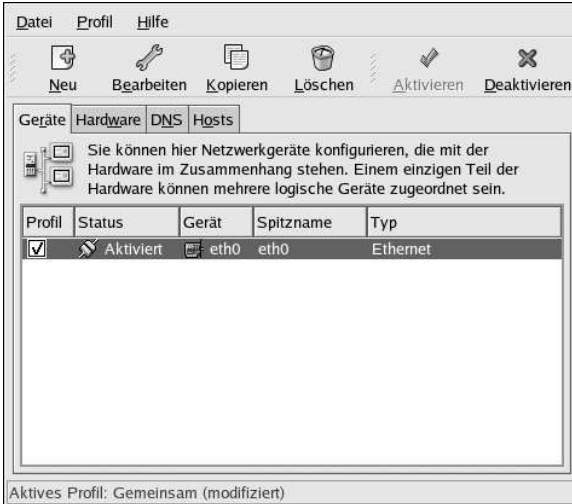 Datei Profil Hilfe
Neu Bearbeiten Kopieren Löschen Aktivieren Deaktivieren
Geräte Hardware DNS Hosts
Sie können hier Netzwerkgeräte konfigurieren, die mit der
Hardware im Zusammenhang stehen. Einem einzigen Teil der
Hardware können mehrere logische Geräte zugeordnet sein.
Profil Status Gerät Spitzname Typ
Aktiviert eth0 eth0 Ethernet
Aktives Profil: Gemeinsam (modifiziert)